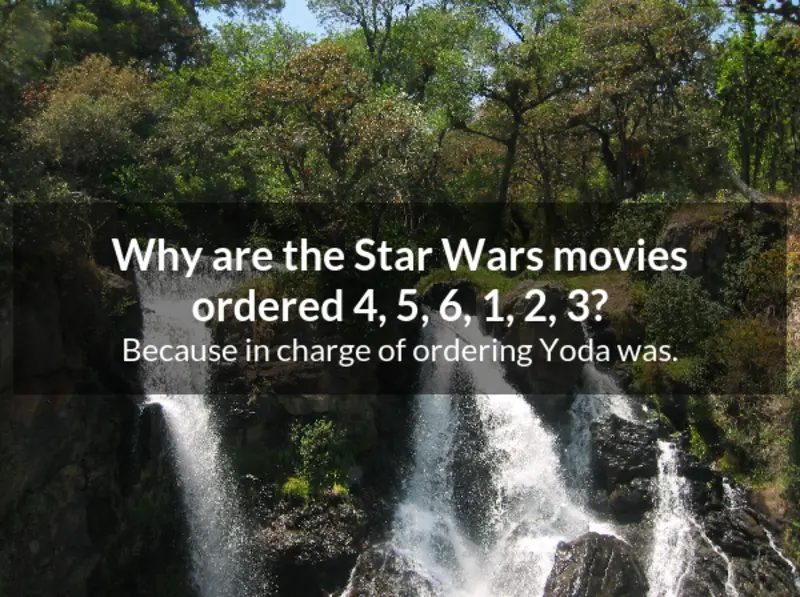 Why are the Star Wars movies
ordered 4, 5, 6, 1, 2, 3?
Because in charge of ordering Yoda was.